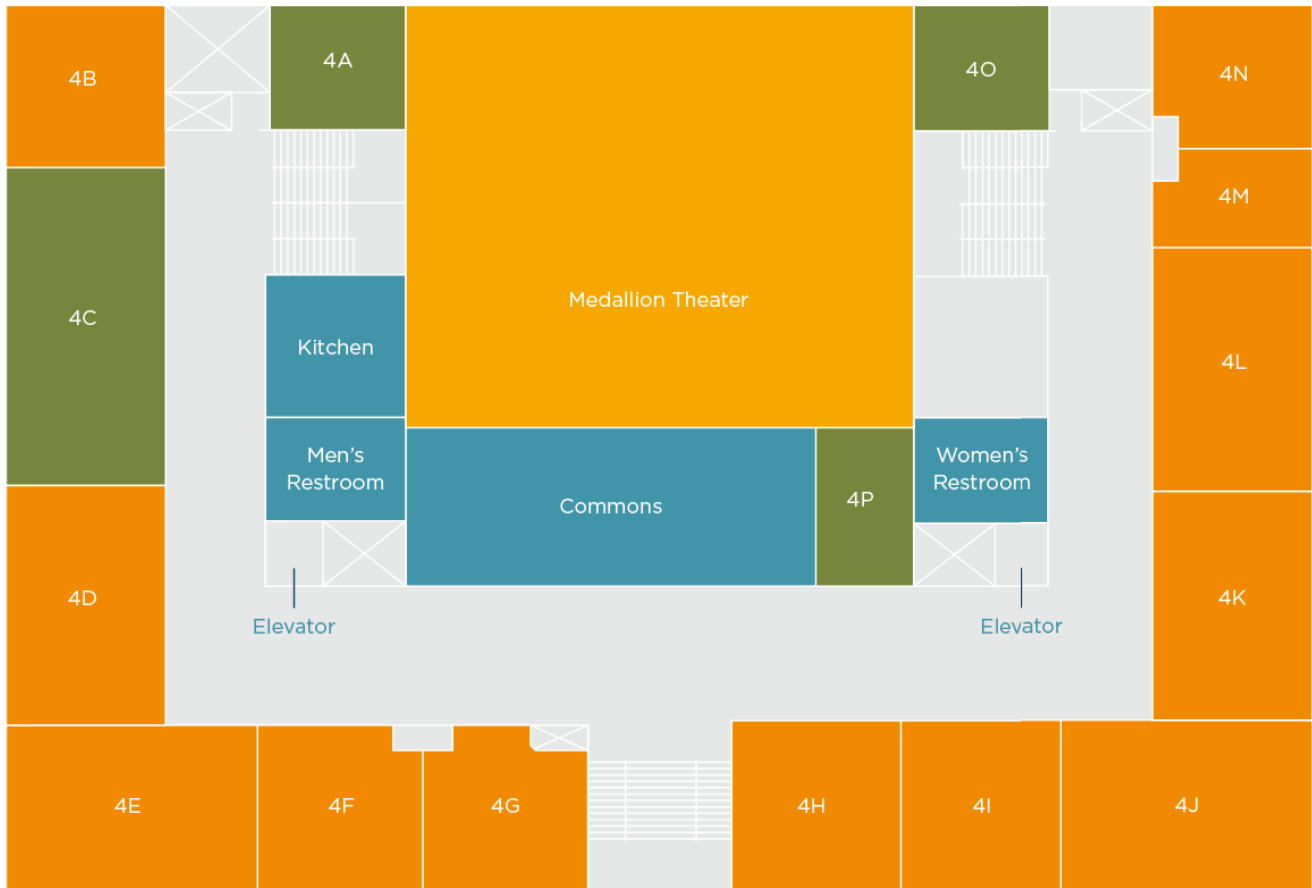 4A
4O
4B
4N
4M
Medallion Theater
4C
Kitchen
4L
Men's
Restroom
Women's
Restroom
Commons
4P
4D
4K
Elevator
Elevator
4E
4F
4G
4H
4I
4J